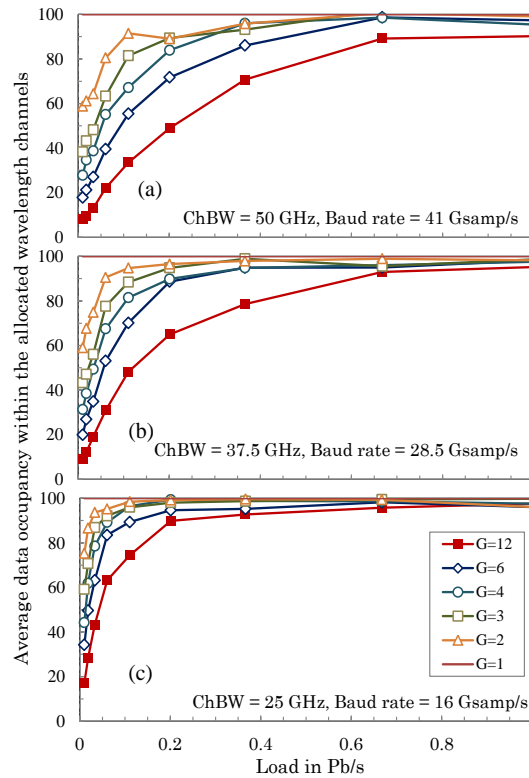 Average data occupancy within the allocated wavelength channels
100
80
60
40
20
0
(a)
ChBW = 50 GHz, Baud rate = 41 Gsamp/s
100
80
60
40
20
0
(b)
ChBW = 37.5 GHz, Baud rate = 28.5 Gsamp/s
100
80
60
40
20
0
G=12
G=6
G=4
G=3
G=2
G=1
(c)
ChBW = 25 GHz, Baud rate = 16 Gsamp/s
0 0.2 0.4 0.6 0.8
Load in Pb/s